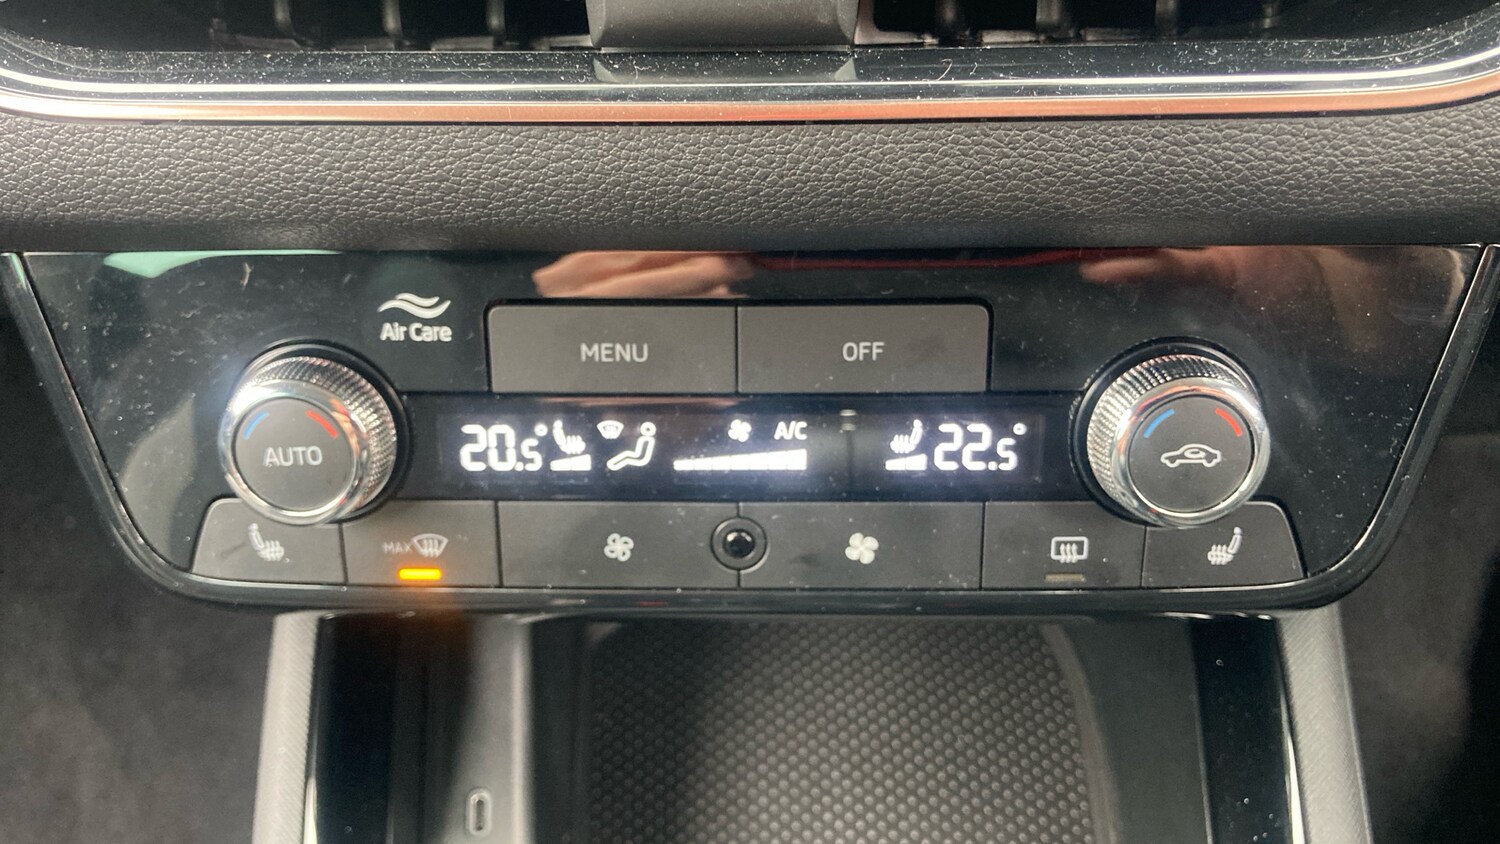 Air Care
MENU OFF
20.5° A/C 22.5°
AUTO
MAX